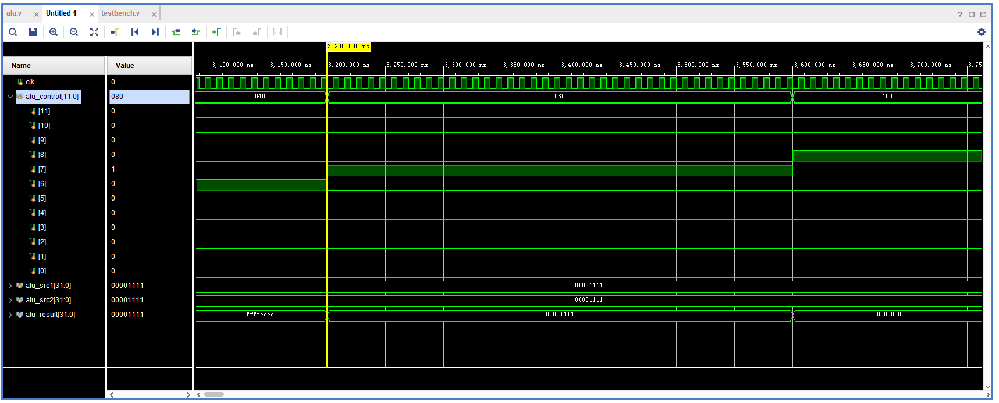 alu.v Untitled 1 testbench.v
3,200.000 ns
3,100.000 ns 3,150.000 ns 3,200.000 ns 3,250.000 ns 3,300.000 ns 3,350.000 ns 3,400.000 ns 3,450.000 ns 3,500.000 ns 3,550.000 ns 3,600.000 ns 3,650.000 ns 3,700.000 ns 3,750
Name Value
clk 0
alu_control[11:0] 080 040 080 100
[11] 0
[10] 0
[9] 0
[8] 0
[7] 1
[6] 0
[5] 0
[4] 0
[3] 0
[2] 0
[1] 0
[0] 0
alu_src1[31:0] 00001111 00001111
alu_src2[31:0] 00001111 00001111
alu_result[31:0] 00001111 ffffeeee 00001111 00000000